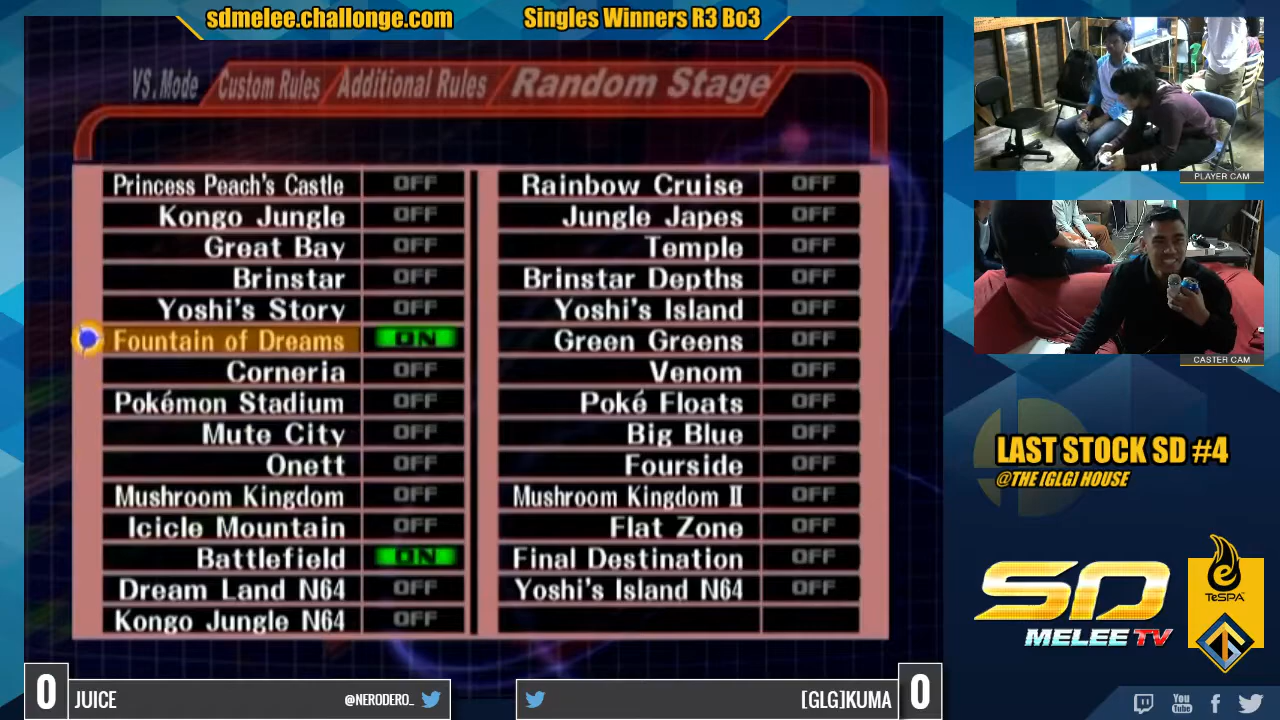 sdmelee.challonge.com
Singles Winners R3 Bo3
VS. Mode
Custom Rules
Additional Rules
Random Stage
Princess Peach's Castle OFF
Kongo Jungle OFF
Great Bay OFF
Brinstar OFF
Yoshi's Story OFF
Fountain of Dreams ON
Corneria OFF
Pokémon Stadium OFF
Mute City OFF
Onett OFF
Mushroom Kingdom OFF
Icicle Mountain OFF
Battlefield ON
Dream Land N64 OFF
Kongo Jungle N64 OFF
Rainbow Cruise OFF
Jungle Japes OFF
Temple OFF
Brinstar Depths OFF
Yoshi's Island OFF
Green Greens OFF
Venom OFF
Poké Floats OFF
Big Blue OFF
Fourside OFF
Mushroom Kingdom II OFF
Flat Zone OFF
Final Destination OFF
Yoshi's Island N64 OFF
PLAYER CAM
CASTER CAM
LAST STOCK SD #4
@THE [GLG] HOUSE
SD
MELEE TV
TeSPA
You
Tube
0 JUICE @NERODERO_
[GLG]KUMA 0